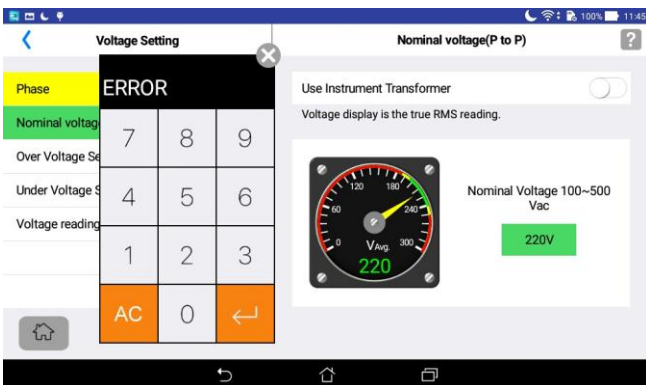 100% 11:45
Voltage Setting
Nominal voltage(P to P)
?
Phase
Nominal voltag
Over Voltage Se
Under Voltage S
Voltage reading
ERROR
7 8 9
4 5 6
1 2 3
AC 0
Use Instrument Transformer
Voltage display is the true RMS reading.
0 60 120 180 240 300
VAvg.
220
Nominal Voltage 100~500
Vac
220V